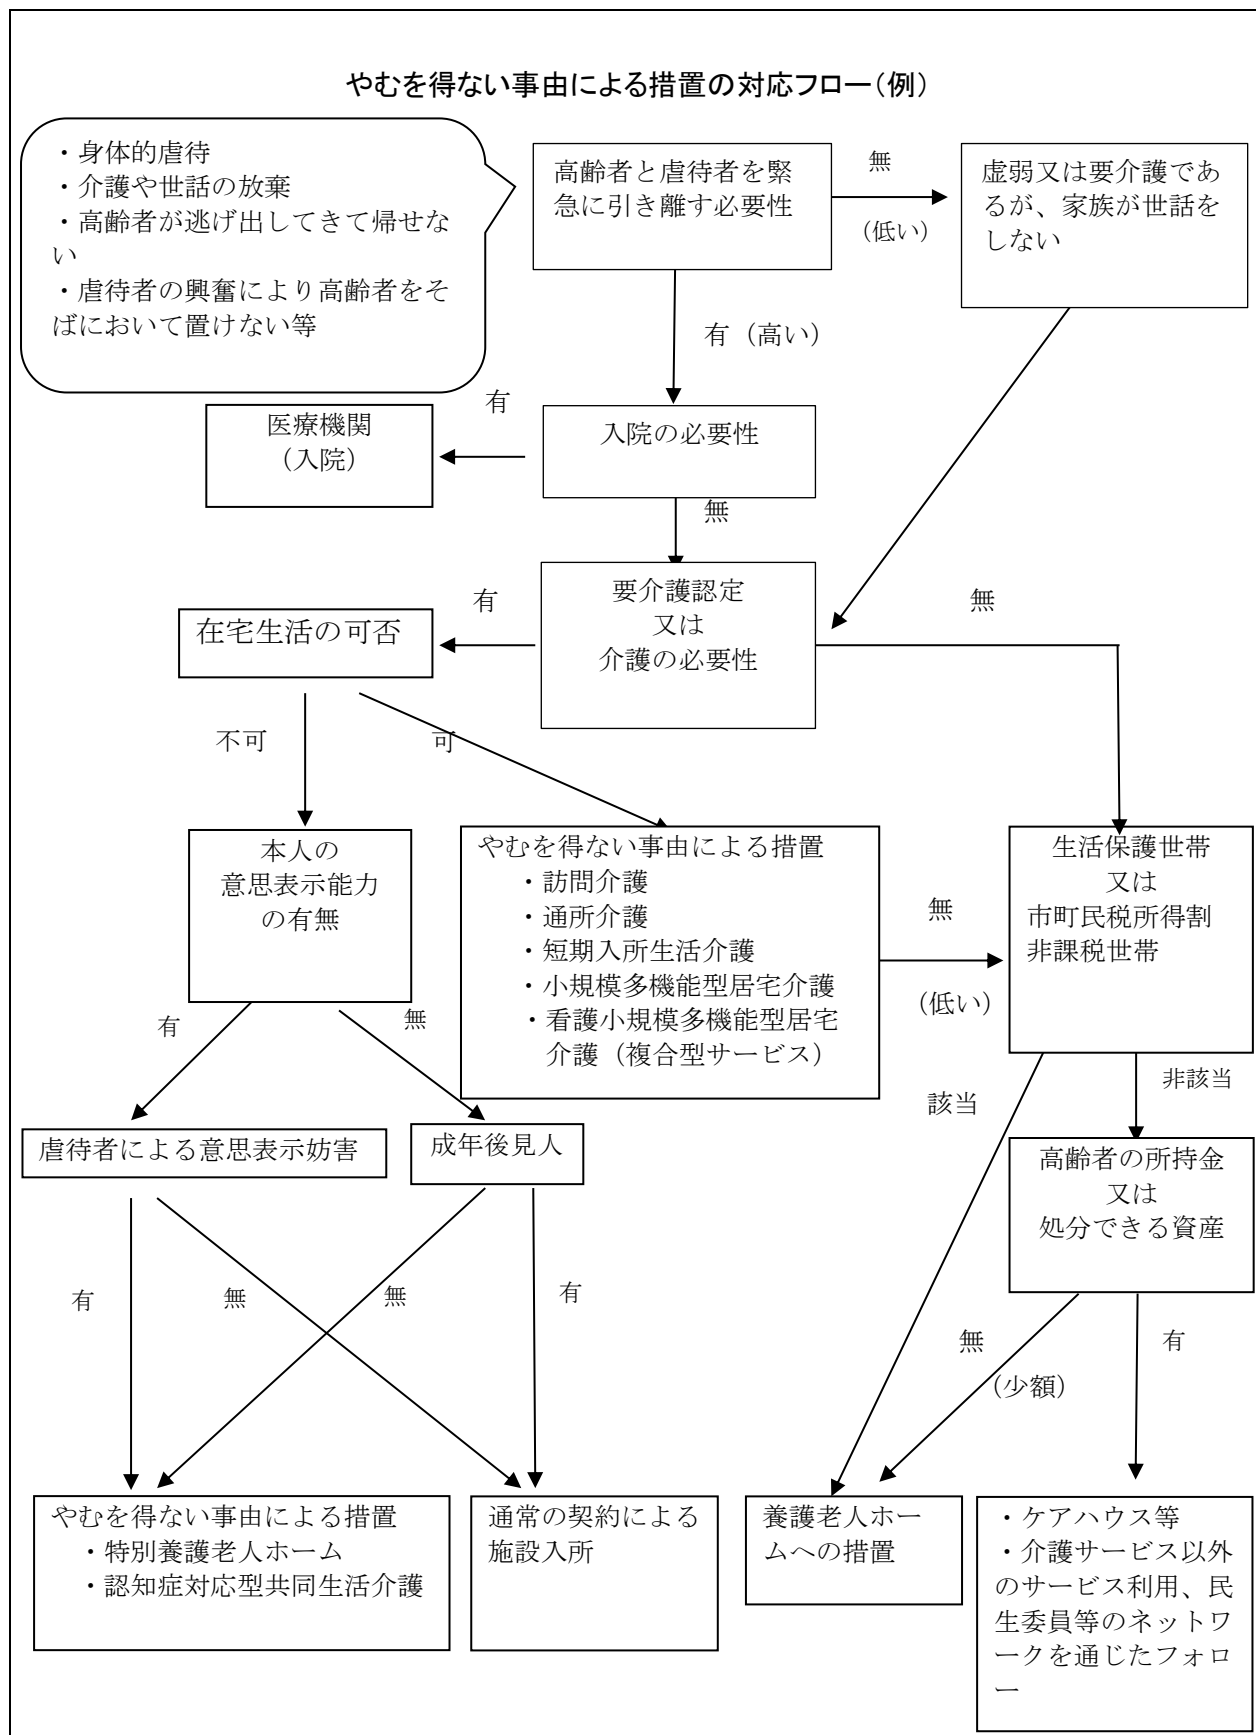 やむを得ない事由による措置の対応フロー(例)
・身体的虐待
・介護や世話の放棄
・高齢者が逃げ出してきて帰せな
い
・虐待者の興奮により高齢者をそ
ばにおいて置けない等
高齢者と虐待者を緊
急に引き離す必要性
無
(低い)
虚弱又は要介護であ
るが、家族が世話を
しない
有（高い）
有
医療機関
（入院）
入院の必要性
無
有
在宅生活の可否
要介護認定
又は
介護の必要性
無
不可
可
本人の
意思表示能力
の有無
やむを得ない事由による措置
・訪問介護
・通所介護
・短期入所生活介護
・小規模多機能型居宅介護
・看護小規模多機能型居宅
介護（複合型サービス）
無
(低い)
生活保護世帯
又は
市町民税所得割
非課税世帯
有
無
該当
非該当
虐待者による意思表示妨害
成年後見人
高齢者の所持金
又は
処分できる資産
有
無
無
有
無
(少額)
有
やむを得ない事由による措置
・特別養護老人ホーム
・認知症対応型共同生活介護
通常の契約による
施設入所
養護老人ホー
ムへの措置
・ケアハウス等
・介護サービス以外
のサービス利用、民
生委員等のネットワ
ークを通じたフォロ
ー